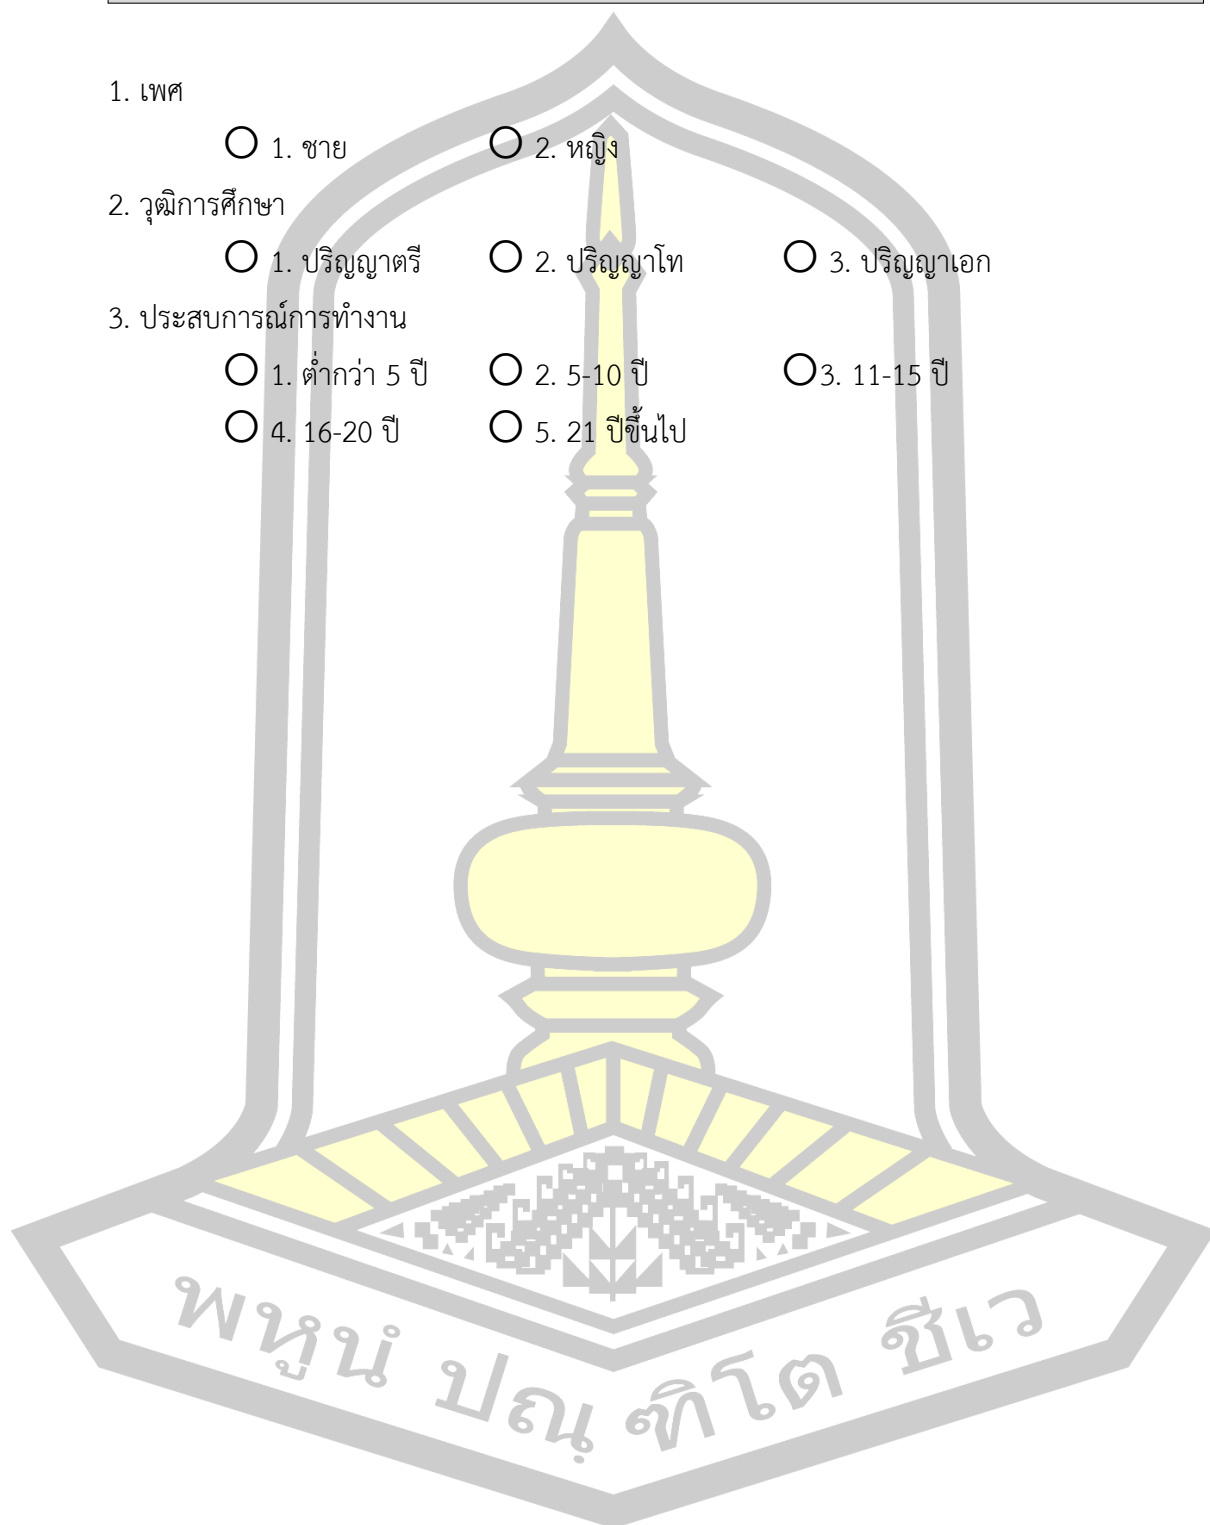 1. เพศ
○ 1. ชาย ○ 2. หญิง
2. วุฒิการศึกษา
○ 1. ปริญญาตรี ○ 2. ปริญญาโท ○ 3. ปริญญาเอก
3. ประสบการณ์การทำงาน
○ 1. ต่ำกว่า 5 ปี ○ 2. 5-10 ปี ○3. 11-15 ปี
○ 4. 16-20 ปี ○ 5. 21 ปีขึ้นไป
พหูนํ ปณฺฑิโต ชีเว